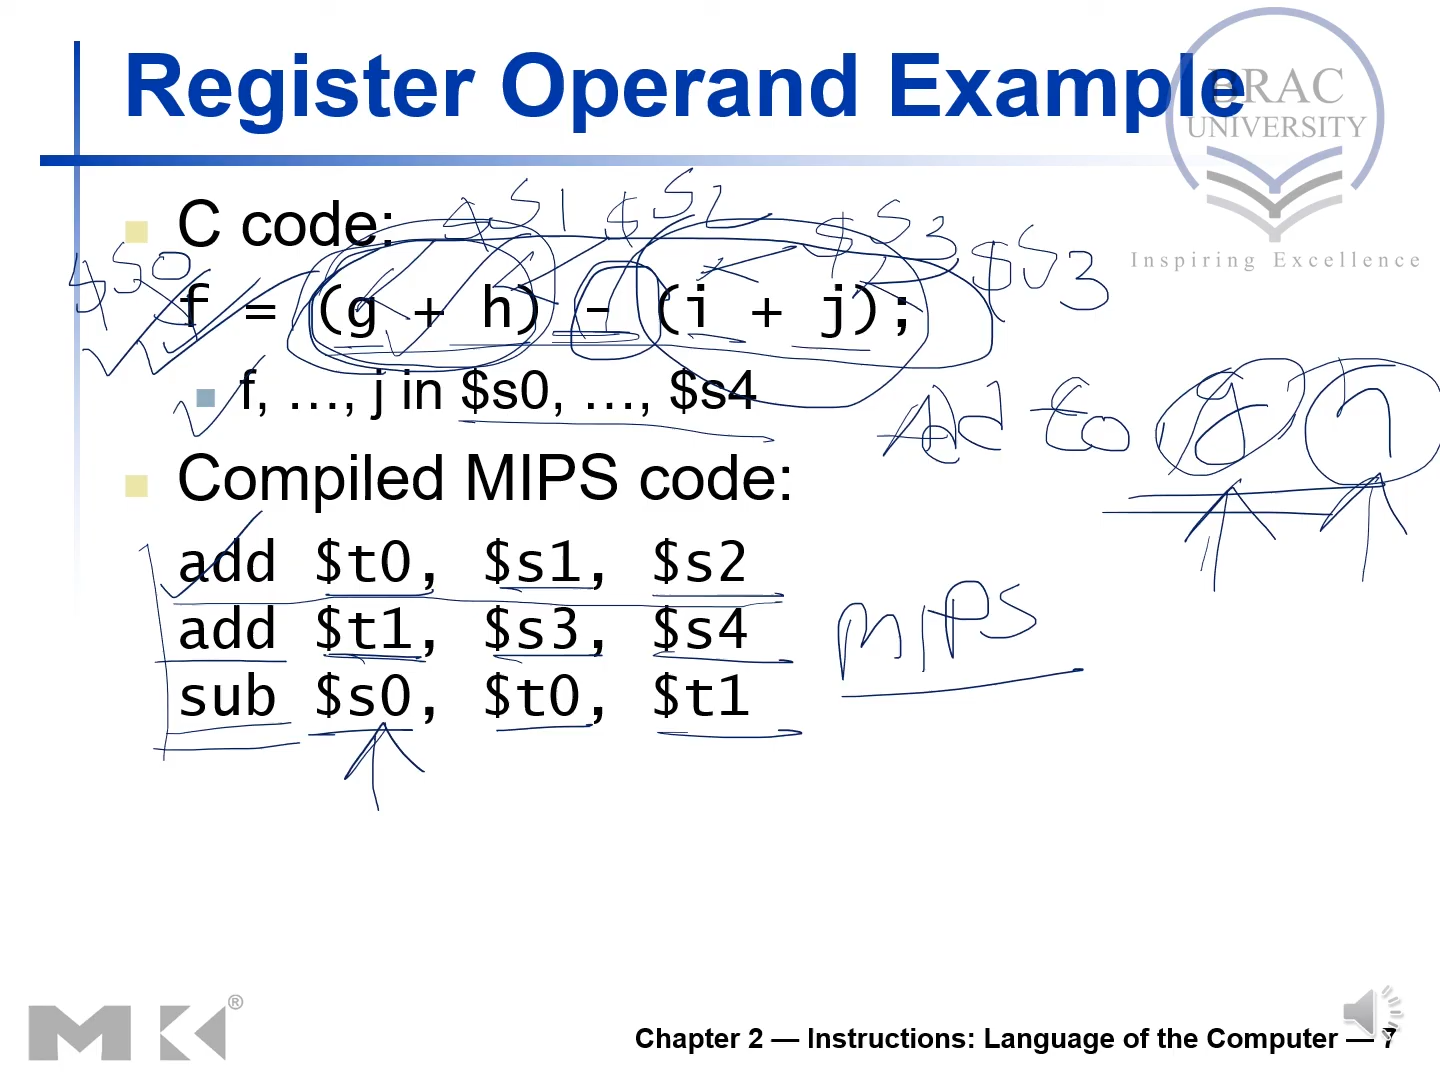 Register Operand Example
BRAC
UNIVERSITY
Inspiring Excellence
C code:
$S0 $S1 $S2 $S3 $S3
f = (g + h) - (i + j);
f, …, j in $s0, …, $s4
Add to g h
Compiled MIPS code:
add $t0, $s1, $s2
add $t1, $s3, $s4
sub $s0, $t0, $t1
MIPS
MK®
Chapter 2 — Instructions: Language of the Computer — 7